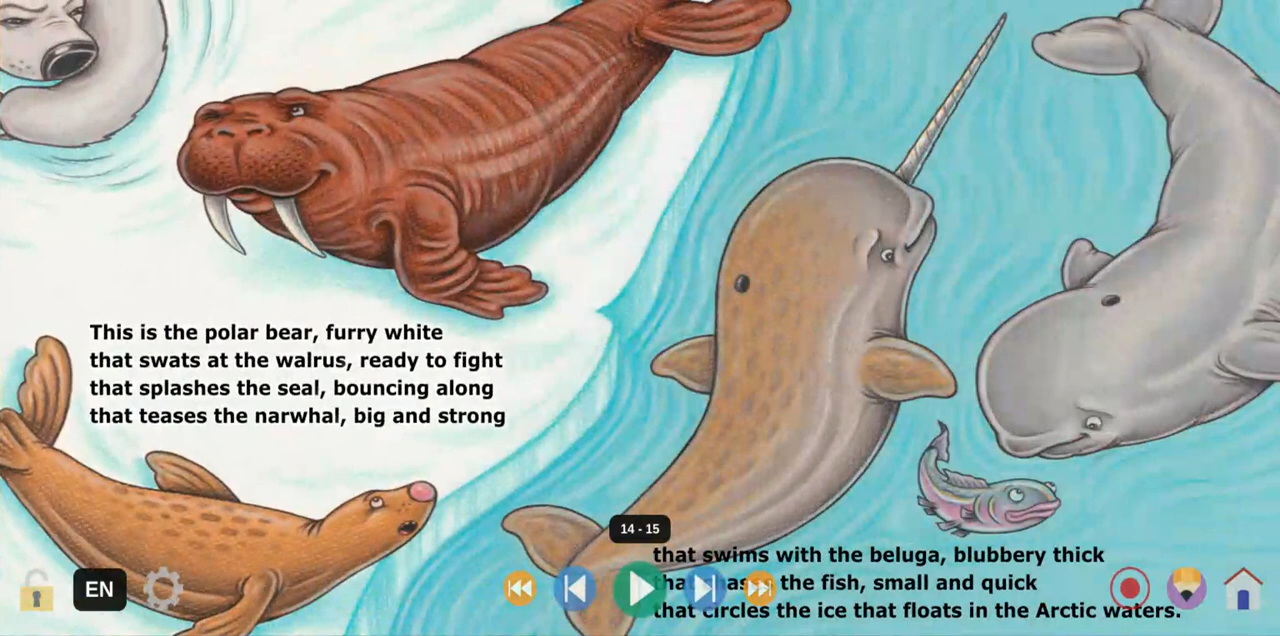 This is the polar bear, furry white
that swats at the walrus, ready to fight
that splashes the seal, bouncing along
that teases the narwhal, big and strong
14 - 15
that swims with the beluga, blubbery thick
the fish, small and quick
that circles the ice that floats in the Arctic waters.
EN